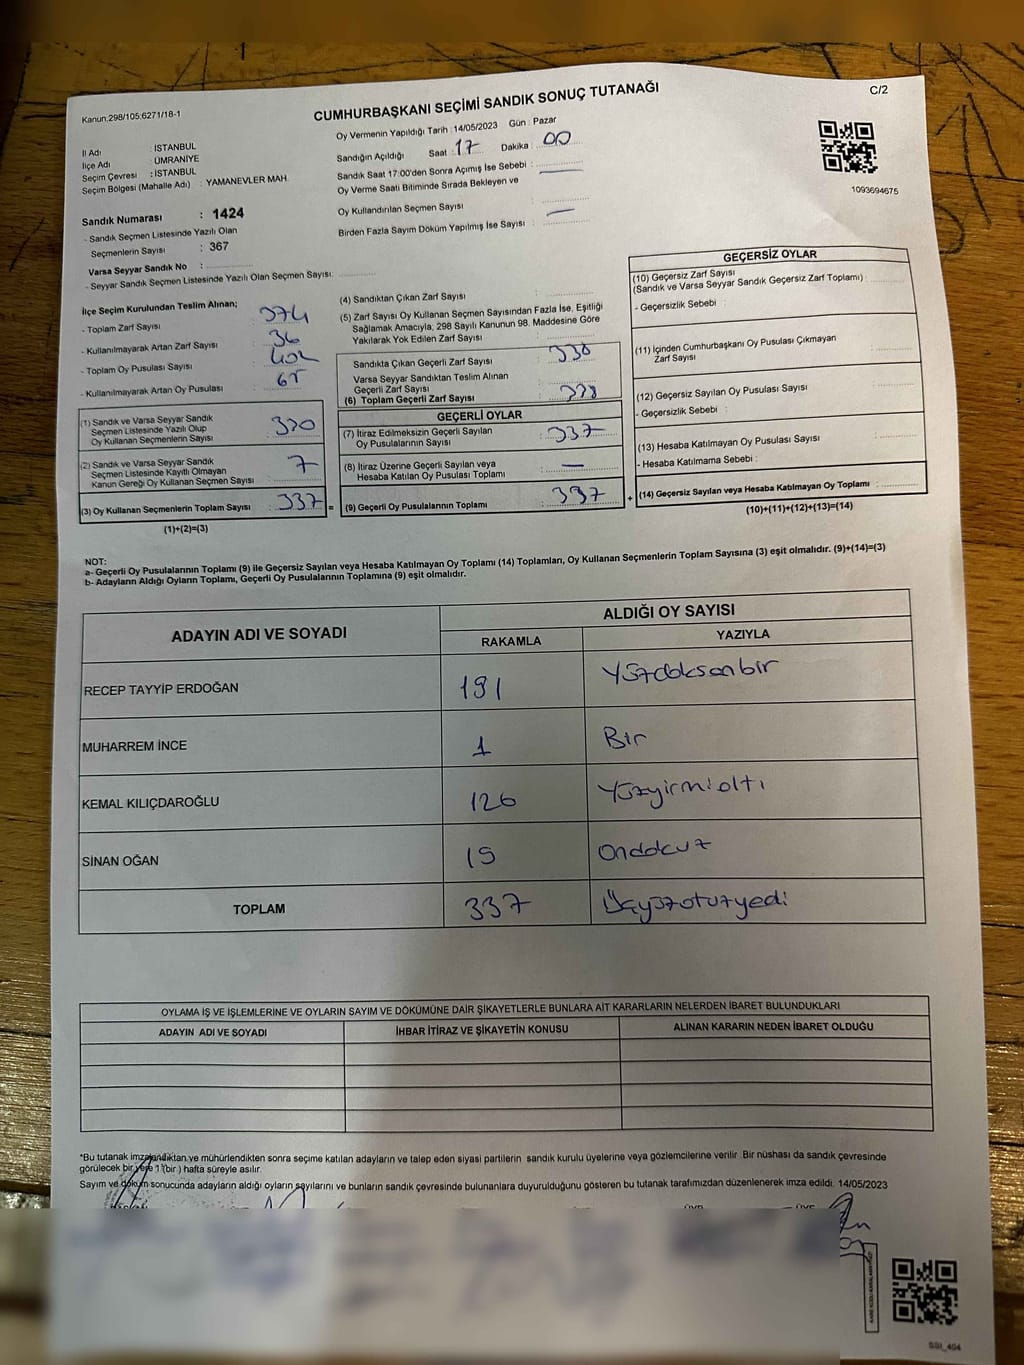 Kanun.298/105:6271/18-1
CUMHURBAŞKANI SEÇİMİ SANDIK SONUÇ TUTANAĞI
C/2
İl Adı : İSTANBUL
İlçe Adı : ÜMRANİYE
Seçim Çevresi : İSTANBUL
Seçim Bölgesi (Mahalle Adı) : YAMANEVLER MAH.
Oy Vermenin Yapıldığı Tarih : 14/05/2023 Gün : Pazar
Sandığın Açıldığı Saat : 17 Dakika : 00
Sandık Saat 17:00'den Sonra Açımış İse Sebebi :
Oy Verme Saati Bitiminde Sırada Bekleyen ve
Oy Kullandırılan Seçmen Sayısı :
Birden Fazla Sayım Döküm Yapılmış İse Sayısı :
1093694675
Sandık Numarası : 1424
- Sandık Seçmen Listesinde Yazılı Olan
Seçmenlerin Sayısı : 367
Varsa Seyyar Sandık No :
- Seyyar Sandık Seçmen Listesinde Yazılı Olan Seçmen Sayısı:
İlçe Seçim Kurulundan Teslim Alınan;
- Toplam Zarf Sayısı : 374
- Kullanılmayarak Artan Zarf Sayısı : 36
- Toplam Oy Pusulası Sayısı : 402
- Kullanılmayarak Artan Oy Pusulası : 65
(1) Sandık ve Varsa Seyyar Sandık
Seçmen Listesinde Yazılı Olup
Oy Kullanan Seçmenlerin Sayısı : 330
(2) Sandık ve Varsa Seyyar Sandık
Seçmen Listesinde Kayıtlı Olmayan
Kanun Gereği Oy Kullanan Seçmen Sayısı : 7
(3) Oy Kullanan Seçmenlerin Toplam Sayısı : 337 =
(1)+(2)=(3)
(4) Sandıktan Çıkan Zarf Sayısı :
(5) Zarf Sayısı Oy Kullanan Seçmen Sayısından Fazla İse, Eşitliği
Sağlamak Amacıyla, 298 Sayılı Kanunun 98. Maddesine Göre
Yakılarak Yok Edilen Zarf Sayısı :
Sandıkta Çıkan Geçerli Zarf Sayısı : 338
Varsa Seyyar Sandıktan Teslim Alınan
Geçerli Zarf Sayısı :
(6) Toplam Geçerli Zarf Sayısı : 338
GEÇERLİ OYLAR
(7) İtiraz Edilmeksizin Geçerli Sayılan
Oy Pusulalarının Sayısı : 337
(8) İtiraz Üzerine Geçerli Sayılan veya
Hesaba Katılan Oy Pusulası Toplamı : —
(9) Geçerli Oy Pusulalarının Toplamı : 337 +
GEÇERSİZ OYLAR
(10) Geçersiz Zarf Sayısı
(Sandık ve Varsa Seyyar Sandık Geçersiz Zarf Toplamı) :
- Geçersizlik Sebebi :
(11) İçinden Cumhurbaşkanı Oy Pusulası Çıkmayan
Zarf Sayısı :
(12) Geçersiz Sayılan Oy Pusulası Sayısı :
- Geçersizlik Sebebi :
(13) Hesaba Katılmayan Oy Pusulası Sayısı :
- Hesaba Katılmama Sebebi :
(14) Geçersiz Sayılan veya Hesaba Katılmayan Oy Toplamı :
(10)+(11)+(12)+(13)=(14)
NOT:
a- Geçerli Oy Pusulalarının Toplamı (9) ile Geçersiz Sayılan veya Hesaba Katılmayan Oy Toplamı (14) Toplamları, Oy Kullanan Seçmenlerin Toplam Sayısına (3) eşit olmalıdır. (9)+(14)=(3)
b- Adayların Aldığı Oyların Toplamı, Geçerli Oy Pusulalarının Toplamına (9) eşit olmalıdır.
ADAYIN ADI VE SOYADI
ALDIĞI OY SAYISI
RAKAMLA YAZIYLA
RECEP TAYYİP ERDOĞAN 191 Yüzdoksanbir
MUHARREM İNCE 1 Bir
KEMAL KILIÇDAROĞLU 126 Yüzyirmialtı
SİNAN OĞAN 19 Ondokuz
TOPLAM 337 Üçyüzotuzyedi
OYLAMA İŞ VE İŞLEMLERİNE VE OYLARIN SAYIM VE DÖKÜMÜNE DAİR ŞİKAYETLERLE BUNLARA AİT KARARLARIN NELERDEN İBARET BULUNDUKLARI
ADAYIN ADI VE SOYADI İHBAR İTİRAZ VE ŞİKAYETİN KONUSU ALINAN KARARIN NEDEN İBARET OLDUĞU
*Bu tutanak imzalandıktan ve mühürlendikten sonra seçime katılan adayların ve talep eden siyasi partilerin sandık kurulu üyelerine veya gözlemcilerine verilir. Bir nüshası da sandık çevresinde
görülecek bir yere 1 (bir) hafta süreyle asılır.
Sayım ve döküm sonucunda adayların aldığı oyların sayılarını ve bunların sandık çevresinde bulunanlara duyurulduğunu gösteren bu tutanak tarafımızdan düzenlenerek imza edildi. 14/05/2023